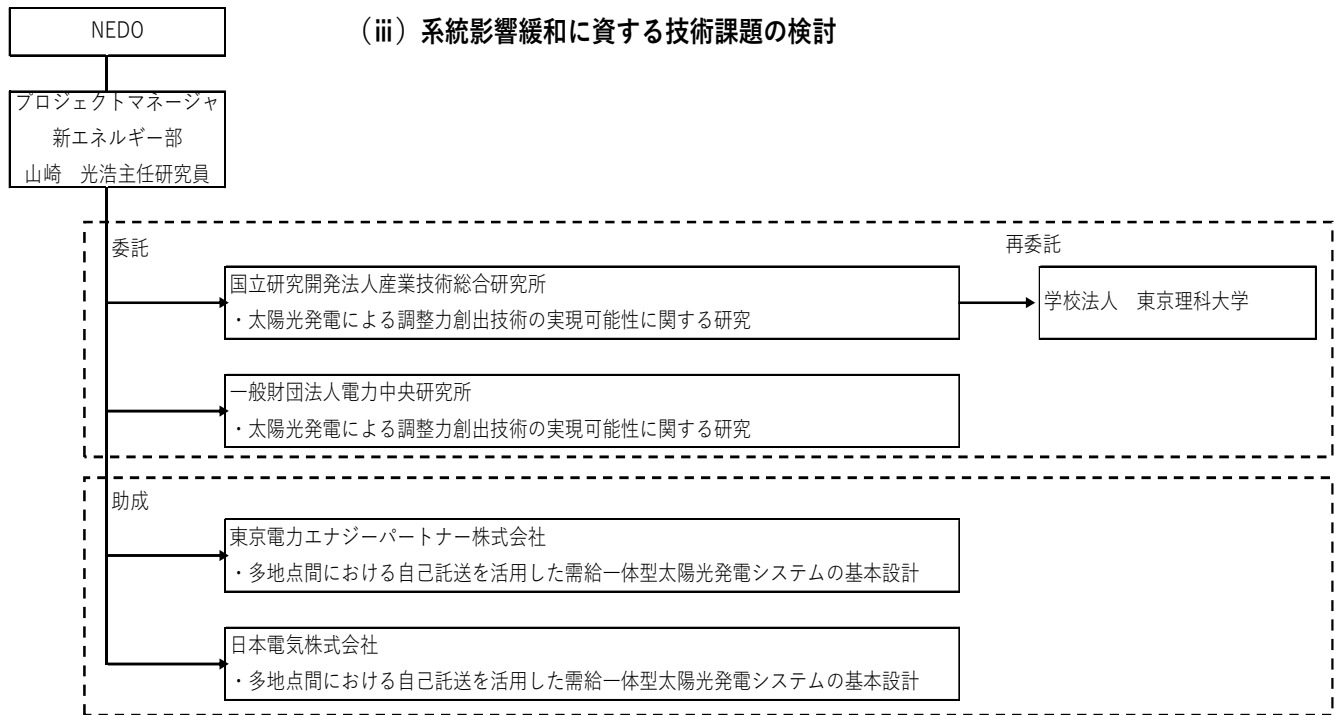 NEDO
（ⅲ）系統影響緩和に資する技術課題の検討
プロジェクトマネージャ
新エネルギー部
山崎　光浩主任研究員
委託
再委託
国立研究開発法人産業技術総合研究所
・太陽光発電による調整力創出技術の実現可能性に関する研究
学校法人　東京理科大学
一般財団法人電力中央研究所
・太陽光発電による調整力創出技術の実現可能性に関する研究
助成
東京電力エナジーパートナー株式会社
・多地点間における自己託送を活用した需給一体型太陽光発電システムの基本設計
日本電気株式会社
・多地点間における自己託送を活用した需給一体型太陽光発電システムの基本設計